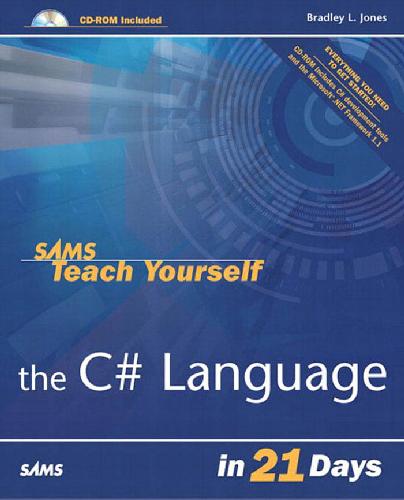 CD-ROM Included
Bradley L. Jones
EVERYTHING YOU NEED
TO GET STARTED!
CD-ROM includes C# development tools
and the Microsoft® .NET Framework 1.1
SAMS
Teach Yourself
the C# Language
SAMS
in 21 Days